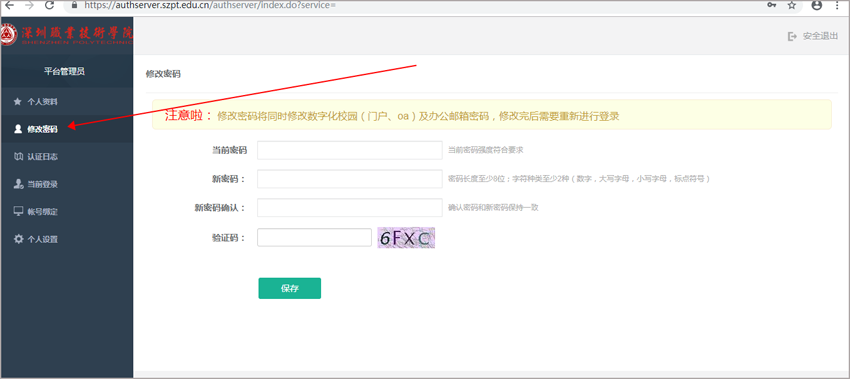 https://authserver.szpt.edu.cn/authserver/index.do?service=
深圳職業技術學院
SHENZHEN POLYTECHNIC
安全退出
平台管理员
个人资料
修改密码
认证日志
当前登录
帐号绑定
个人设置
修改密码
注意啦： 修改密码将同时修改数字化校园（门户、oa）及办公邮箱密码，修改完后需要重新进行登录
当前密码 当前密码强度符合要求
新密码： 密码长度至少8位；字符种类至少2种（数字，大写字母，小写字母，标点符号）
新密码确认： 确认密码和新密码保持一致
验证码： 6FXC
保存